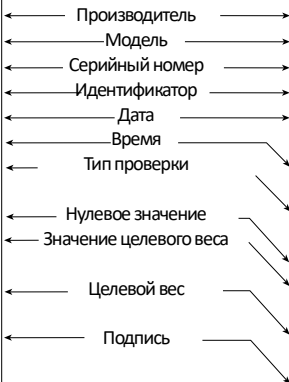 Производитель
Модель
Серийный номер
Идентификатор
Дата
Время
Тип проверки
Нулевое значение
Значение целевого веса
Целевой вес
Подпись